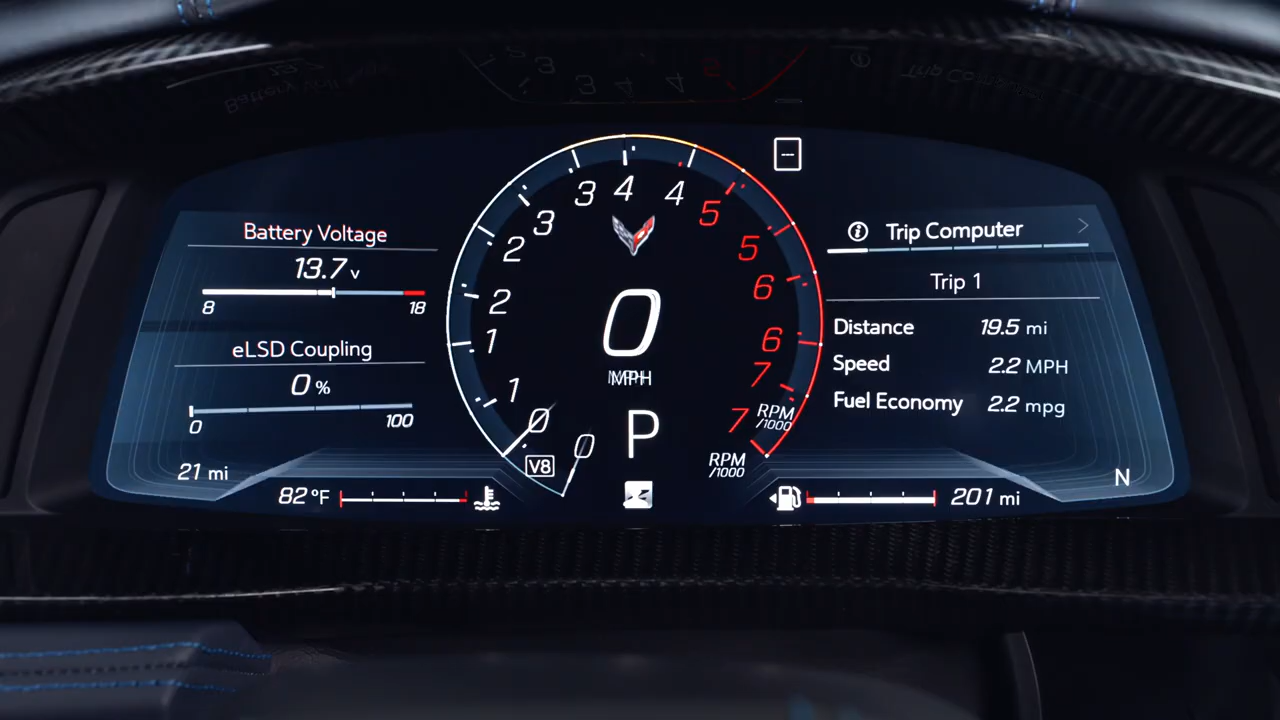 Battery Voltage
13.7 v
8 18
eLSD Coupling
0 %
0 100
21 mi
82 °F
3 4 4
3 5
2 5
2 6
1 6
1 7
0 0 7
0
MPH
P
V8
RPM
/1000
RPM
/1000
Trip Computer
Trip 1
Distance 19.5 mi
Speed 2.2 MPH
Fuel Economy 2.2 mpg
201 mi
N